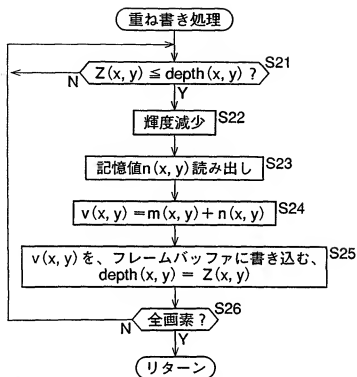 重ね書き処理
Z(x, y) ≦ depth(x, y) ? S21
N
Y
輝度減少 S22
記憶値n(x, y)読み出し S23
v(x, y) = m(x, y) + n(x, y) S24
v(x, y)を、フレームバッファに書き込む、 S25
depth(x, y) = Z(x, y)
全画素? S26
N
Y
リターン